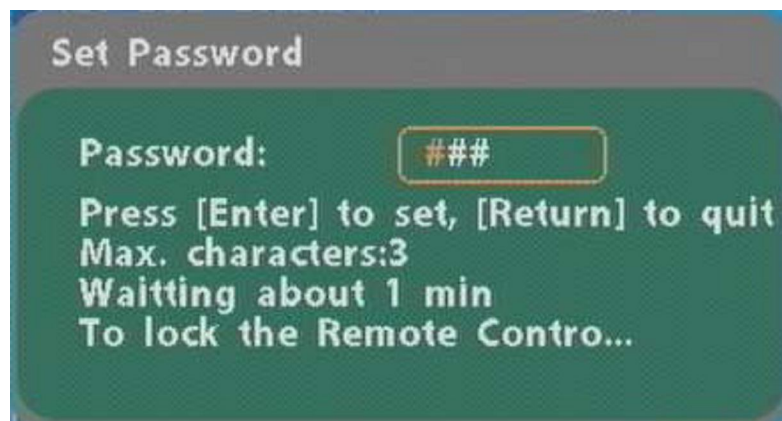 Set Password
Password: ###
Press [Enter] to set, [Return] to quit
Max. characters:3
Waitting about 1 min
To lock the Remote Contro...